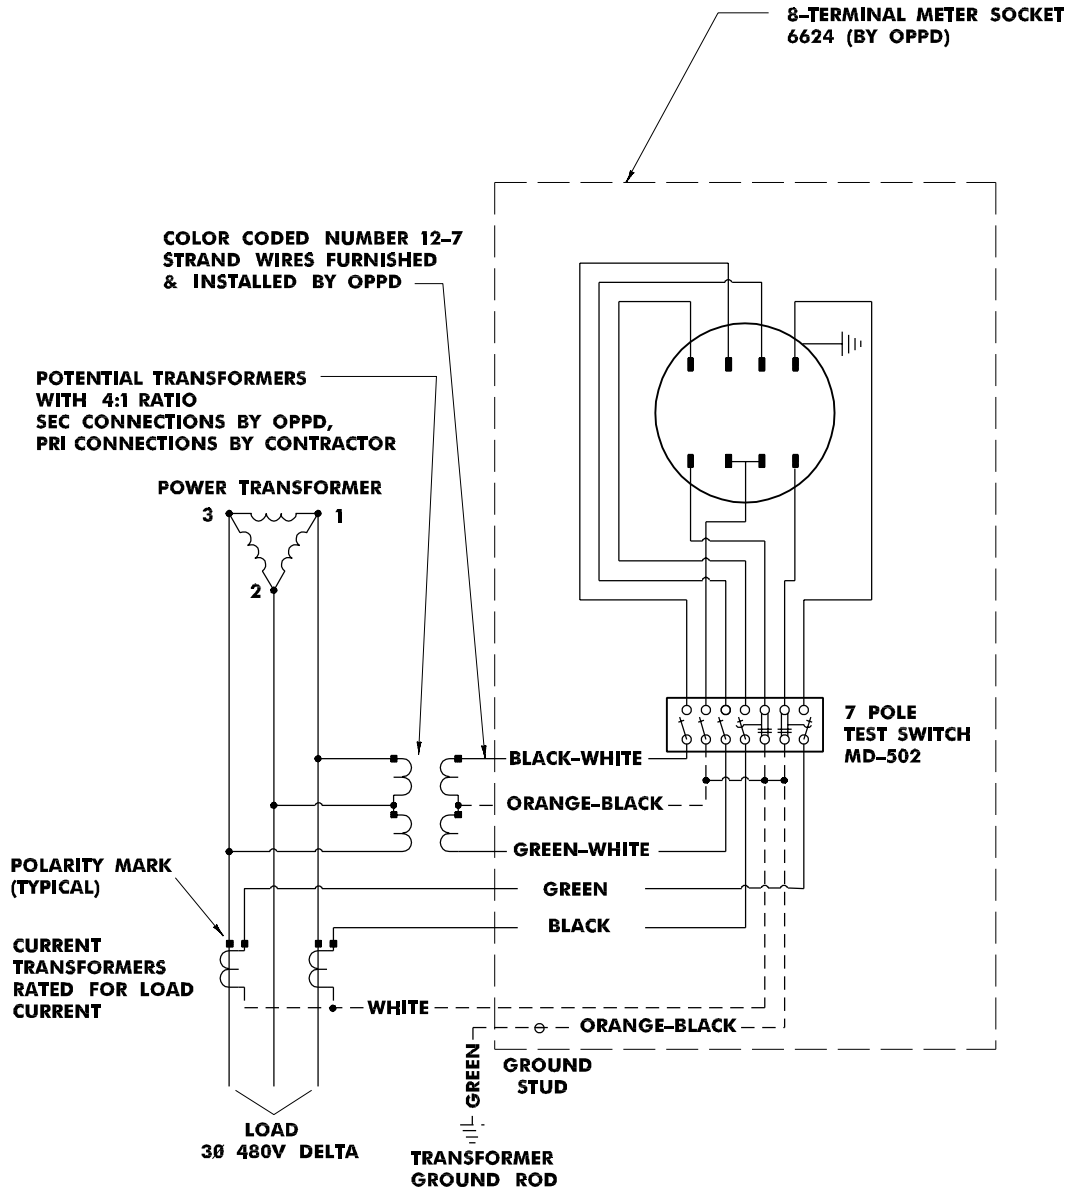 8–TERMINAL METER SOCKET
6624 (BY OPPD)
COLOR CODED NUMBER 12–7
STRAND WIRES FURNISHED
& INSTALLED BY OPPD
POTENTIAL TRANSFORMERS
WITH 4:1 RATIO
SEC CONNECTIONS BY OPPD,
PRI CONNECTIONS BY CONTRACTOR
POWER TRANSFORMER
3
1
2
7 POLE
TEST SWITCH
MD–502
BLACK–WHITE
ORANGE–BLACK
GREEN–WHITE
POLARITY MARK
(TYPICAL)
GREEN
BLACK
CURRENT
TRANSFORMERS
RATED FOR LOAD
CURRENT
WHITE
ORANGE–BLACK
GREEN
GROUND
STUD
LOAD
3Ø 480V DELTA
TRANSFORMER
GROUND ROD